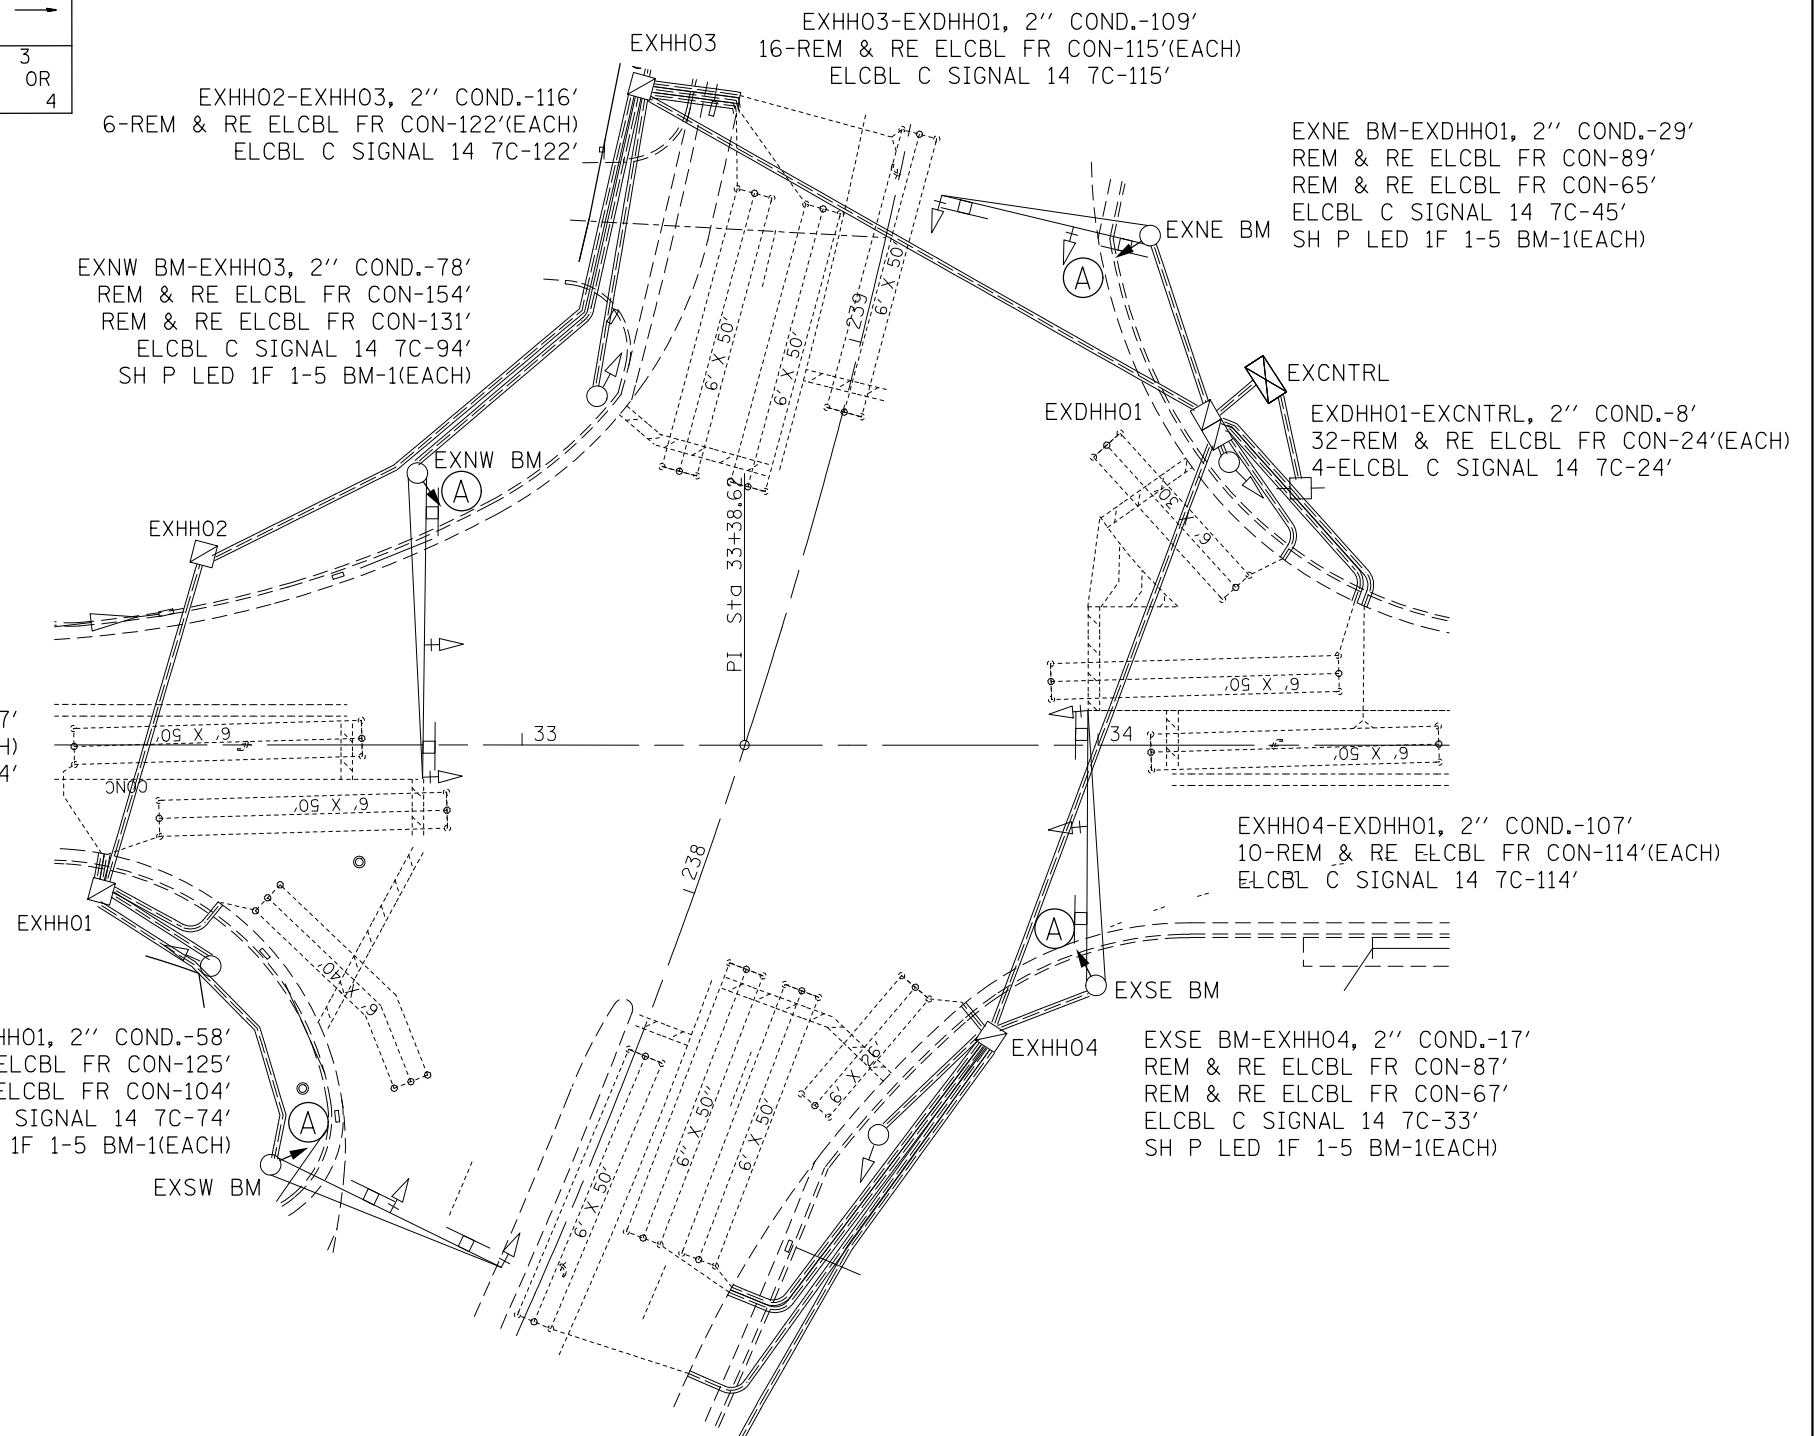 3
OR
4
EXHH03
EXHH03-EXDHH01, 2'' COND.-109'
16-REM & RE ELCBL FR CON-115'(EACH)
ELCBL C SIGNAL 14 7C-115'
EXHH02-EXHH03, 2'' COND.-116'
6-REM & RE ELCBL FR CON-122'(EACH)
ELCBL C SIGNAL 14 7C-122'
EXNE BM-EXDHH01, 2'' COND.-29'
REM & RE ELCBL FR CON-89'
REM & RE ELCBL FR CON-65'
ELCBL C SIGNAL 14 7C-45'
SH P LED 1F 1-5 BM-1(EACH)
EXNE BM
A
EXNW BM-EXHH03, 2'' COND.-78'
REM & RE ELCBL FR CON-154'
REM & RE ELCBL FR CON-131'
ELCBL C SIGNAL 14 7C-94'
SH P LED 1F 1-5 BM-1(EACH)
6' X 50'
6' X 50'
239
6' X 50'
EXCNTRL
EXDHH01
EXDHH01-EXCNTRL, 2'' COND.-8'
32-REM & RE ELCBL FR CON-24'(EACH)
4-ELCBL C SIGNAL 14 7C-24'
EXNW BM
A
6' X 30'
EXHH02
PI Sta 33+38.62
6' X 50'
7'
H)
4'
6' X 50'
33
34
6' X 50'
CONC
6' X 50'
238
EXHH04-EXDHH01, 2'' COND.-107'
10-REM & RE ELCBL FR CON-114'(EACH)
ELCBL C SIGNAL 14 7C-114'
EXHH01
A
6' X 40'
EXSE BM
HH01, 2'' COND.-58'
ELCBL FR CON-125'
ELCBL FR CON-104'
SIGNAL 14 7C-74'
1F 1-5 BM-1(EACH)
A
EXSW BM
EXHH04
6' X 26'
6' X 50'
6' X 50'
6' X 50'
EXSE BM-EXHH04, 2'' COND.-17'
REM & RE ELCBL FR CON-87'
REM & RE ELCBL FR CON-67'
ELCBL C SIGNAL 14 7C-33'
SH P LED 1F 1-5 BM-1(EACH)